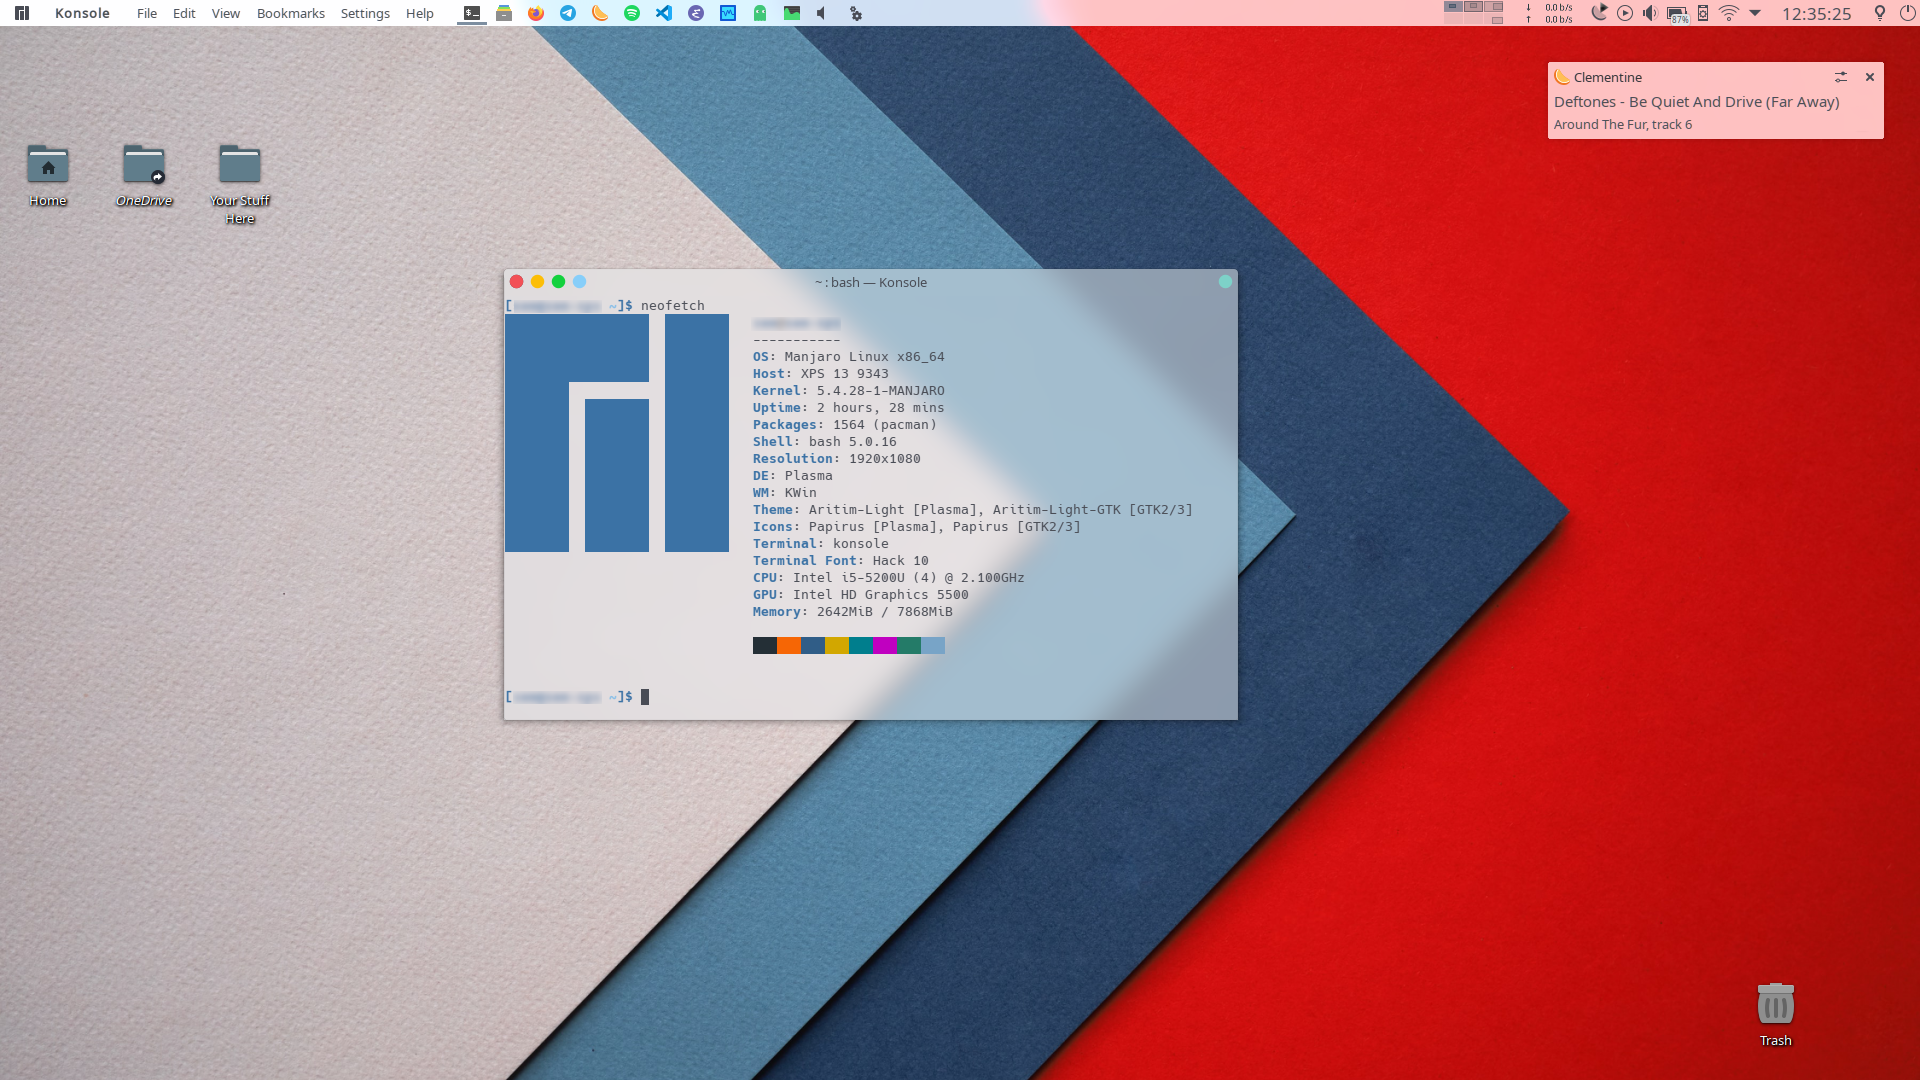 Konsole File Edit View Bookmarks Settings Help
↓ 0.0 b/s
↑ 0.0 b/s
87%
12:35:25
Clementine
Deftones - Be Quiet And Drive (Far Away)
Around The Fur, track 6
Home
OneDrive
Your Stuff
Here
~ : bash — Konsole
[ ~]$ neofetch
-----------
OS: Manjaro Linux x86_64
Host: XPS 13 9343
Kernel: 5.4.28-1-MANJARO
Uptime: 2 hours, 28 mins
Packages: 1564 (pacman)
Shell: bash 5.0.16
Resolution: 1920x1080
DE: Plasma
WM: KWin
Theme: Aritim-Light [Plasma], Aritim-Light-GTK [GTK2/3]
Icons: Papirus [Plasma], Papirus [GTK2/3]
Terminal: konsole
Terminal Font: Hack 10
CPU: Intel i5-5200U (4) @ 2.100GHz
GPU: Intel HD Graphics 5500
Memory: 2642MiB / 7868MiB
[ ~]$
Trash